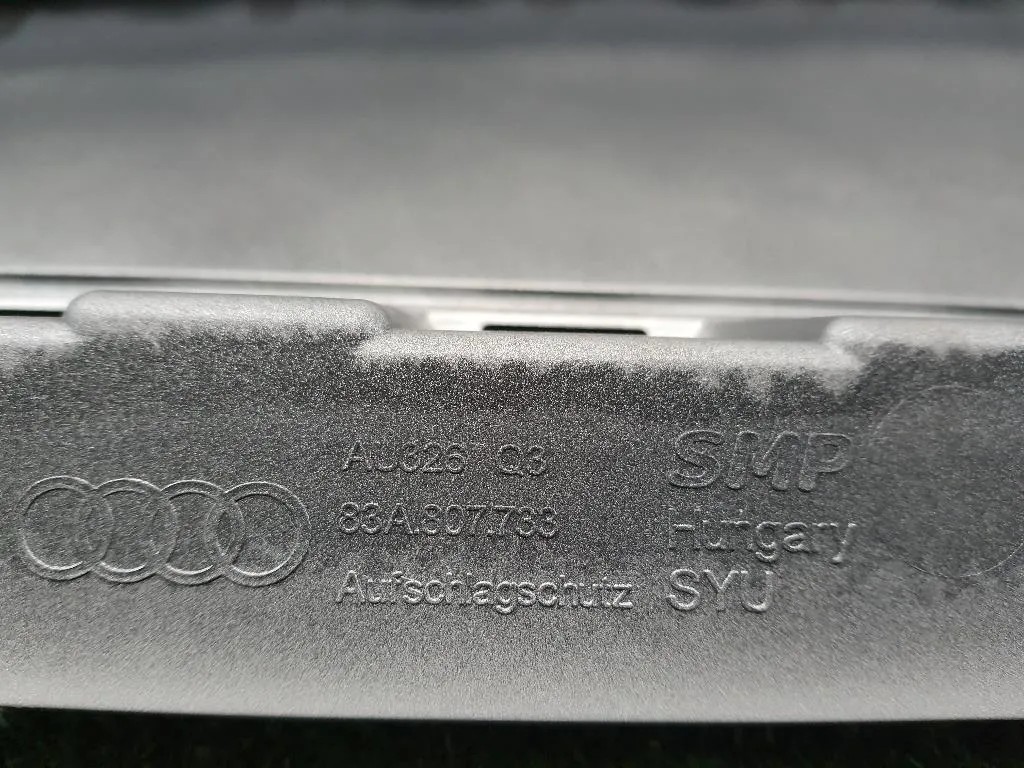 AU326 Q3
83A.807.733
Aufschlagschutz
SMP
Hungary
SYU